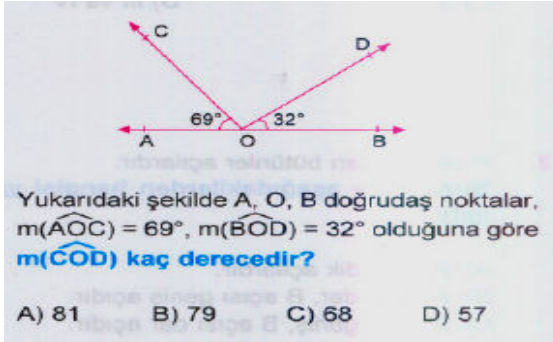 C
D
69° 32°
A O B
Yukarıdaki şekilde A, O, B doğrudaş noktalar,
m(AOC) = 69°, m(BOD) = 32° olduğuna göre
m(COD) kaç derecedir?
A) 81 B) 79 C) 68 D) 57